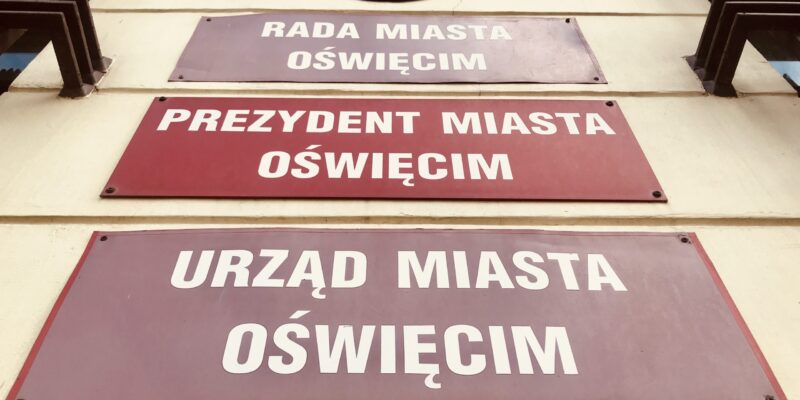 RADA MIASTA
OŚWIĘCIM
PREZYDENT MIASTA
OŚWIĘCIM
URZĄD MIASTA
OŚWIĘCIM